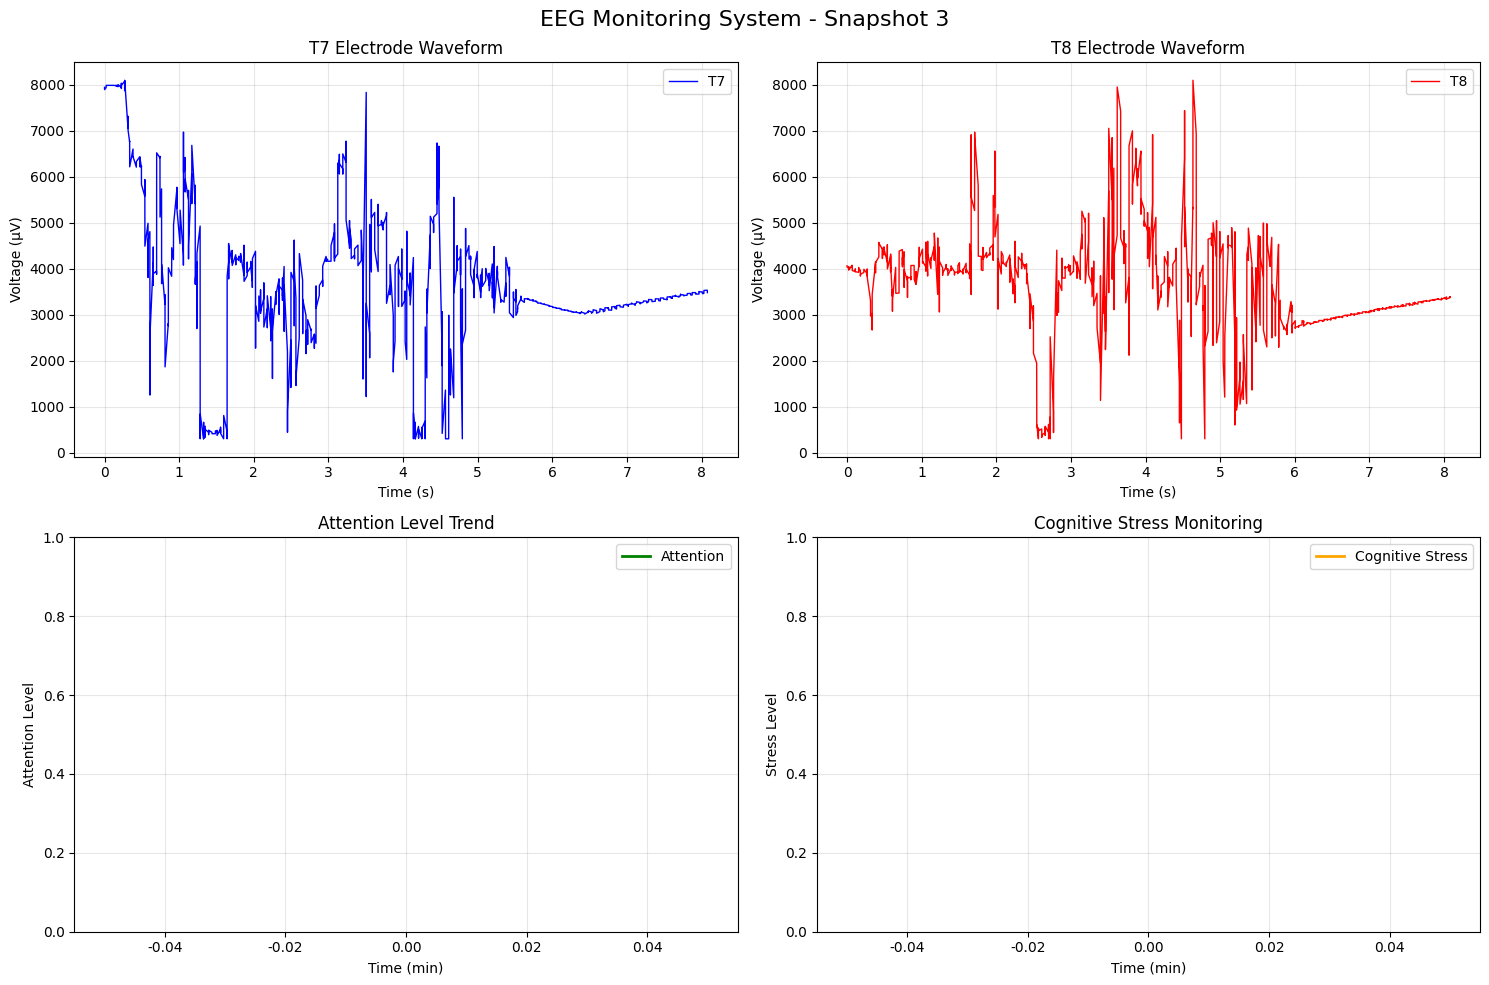 EEG Monitoring System - Snapshot 3
T7 Electrode Waveform
T7
Voltage (µV)
8000
7000
6000
5000
4000
3000
2000
1000
0
0 1 2 3 4 5 6 7 8
Time (s)
T8 Electrode Waveform
T8
Voltage (µV)
8000
7000
6000
5000
4000
3000
2000
1000
0
0 1 2 3 4 5 6 7 8
Time (s)
Attention Level Trend
Attention
Attention Level
1.0
0.8
0.6
0.4
0.2
0.0
-0.04 -0.02 0.00 0.02 0.04
Time (min)
Cognitive Stress Monitoring
Cognitive Stress
Stress Level
1.0
0.8
0.6
0.4
0.2
0.0
-0.04 -0.02 0.00 0.02 0.04
Time (min)